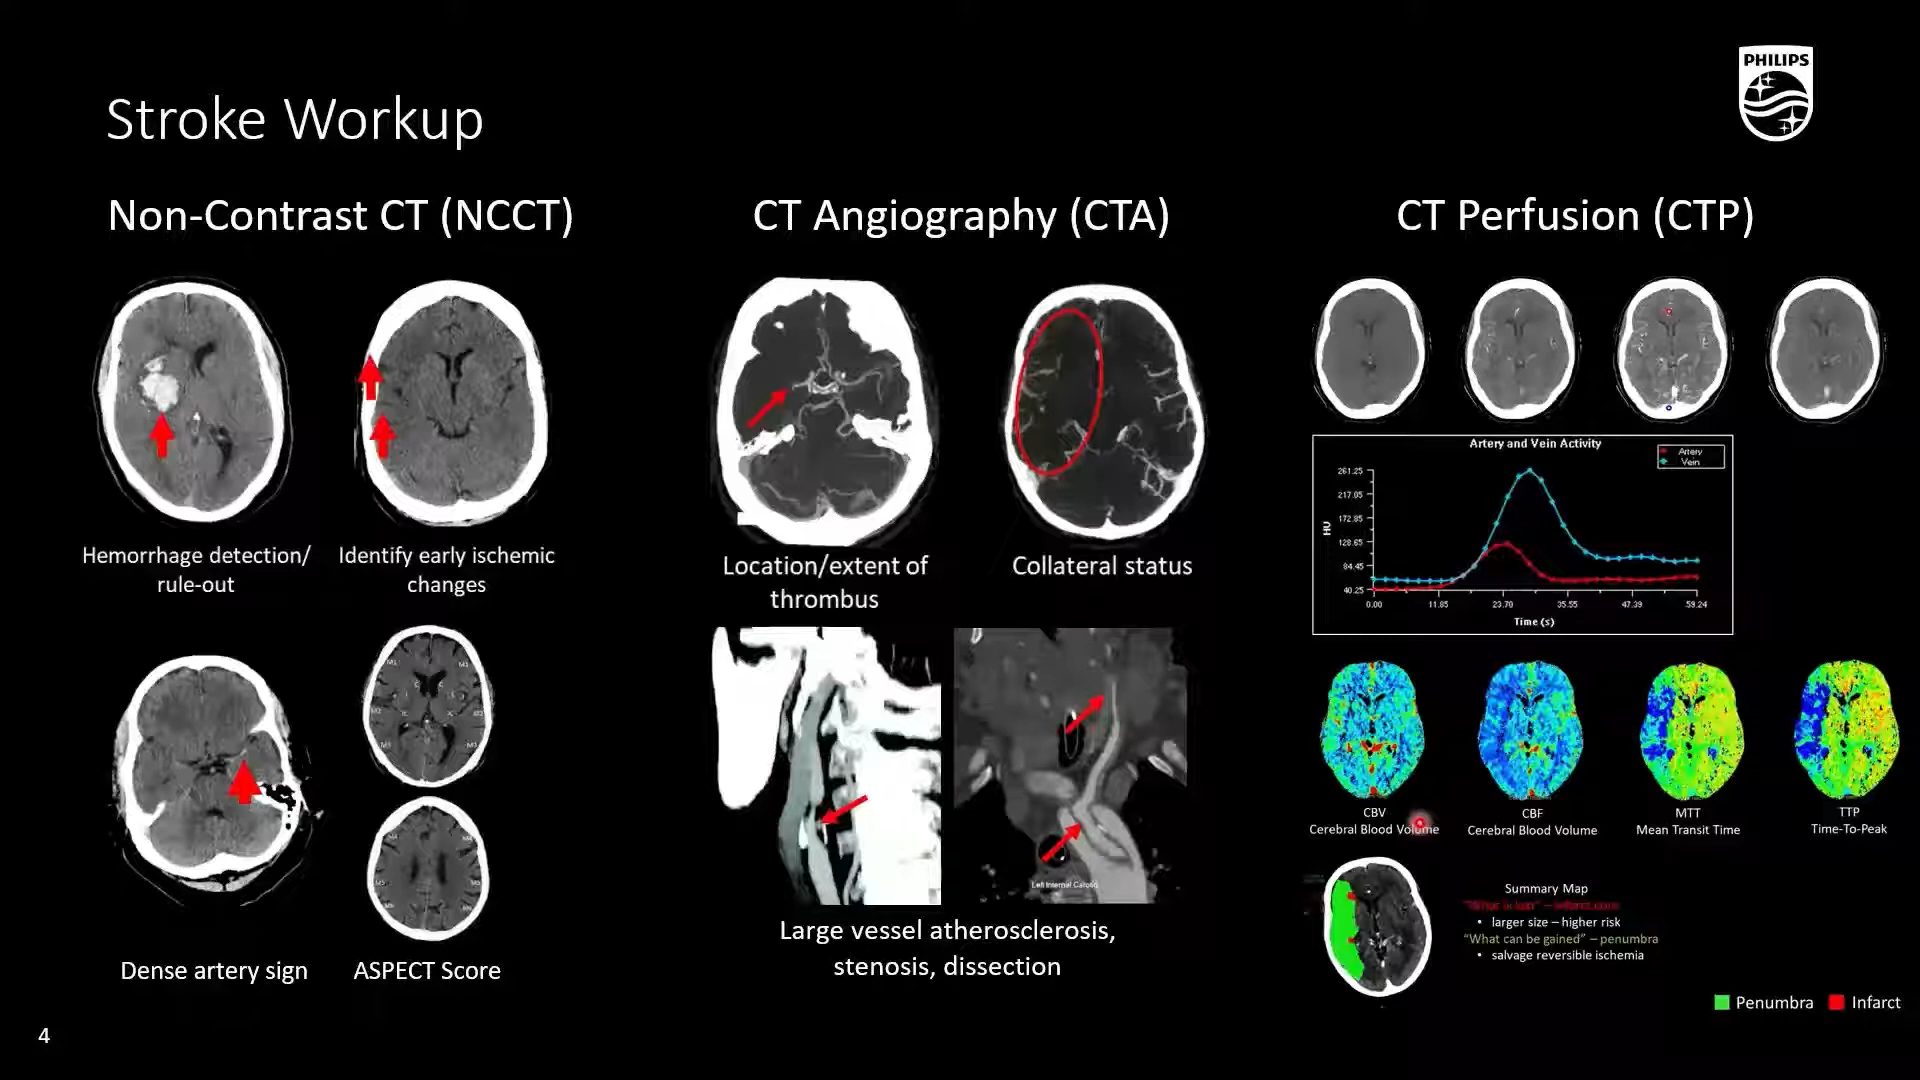 PHILIPS
Stroke Workup
Non-Contrast CT (NCCT)
Hemorrhage detection/
rule-out
Identify early ischemic
changes
Dense artery sign
ASPECT Score
CT Angiography (CTA)
Location/extent of
thrombus
Collateral status
Left Internal Carotid
Large vessel atherosclerosis,
stenosis, dissection
CT Perfusion (CTP)
Artery and Vein Activity
Artery
Vein
HU
261.25
217.05
172.85
128.65
84.45
40.25
0.00 11.85 23.70 35.55 47.39 59.24
Time (s)
CBV
Cerebral Blood Volume
CBF
Cerebral Blood Volume
MTT
Mean Transit Time
TTP
Time-To-Peak
Summary Map
"What is lost" – infarct core
• larger size – higher risk
"What can be gained" – penumbra
• salvage reversible ischemia
Penumbra
Infarct
4